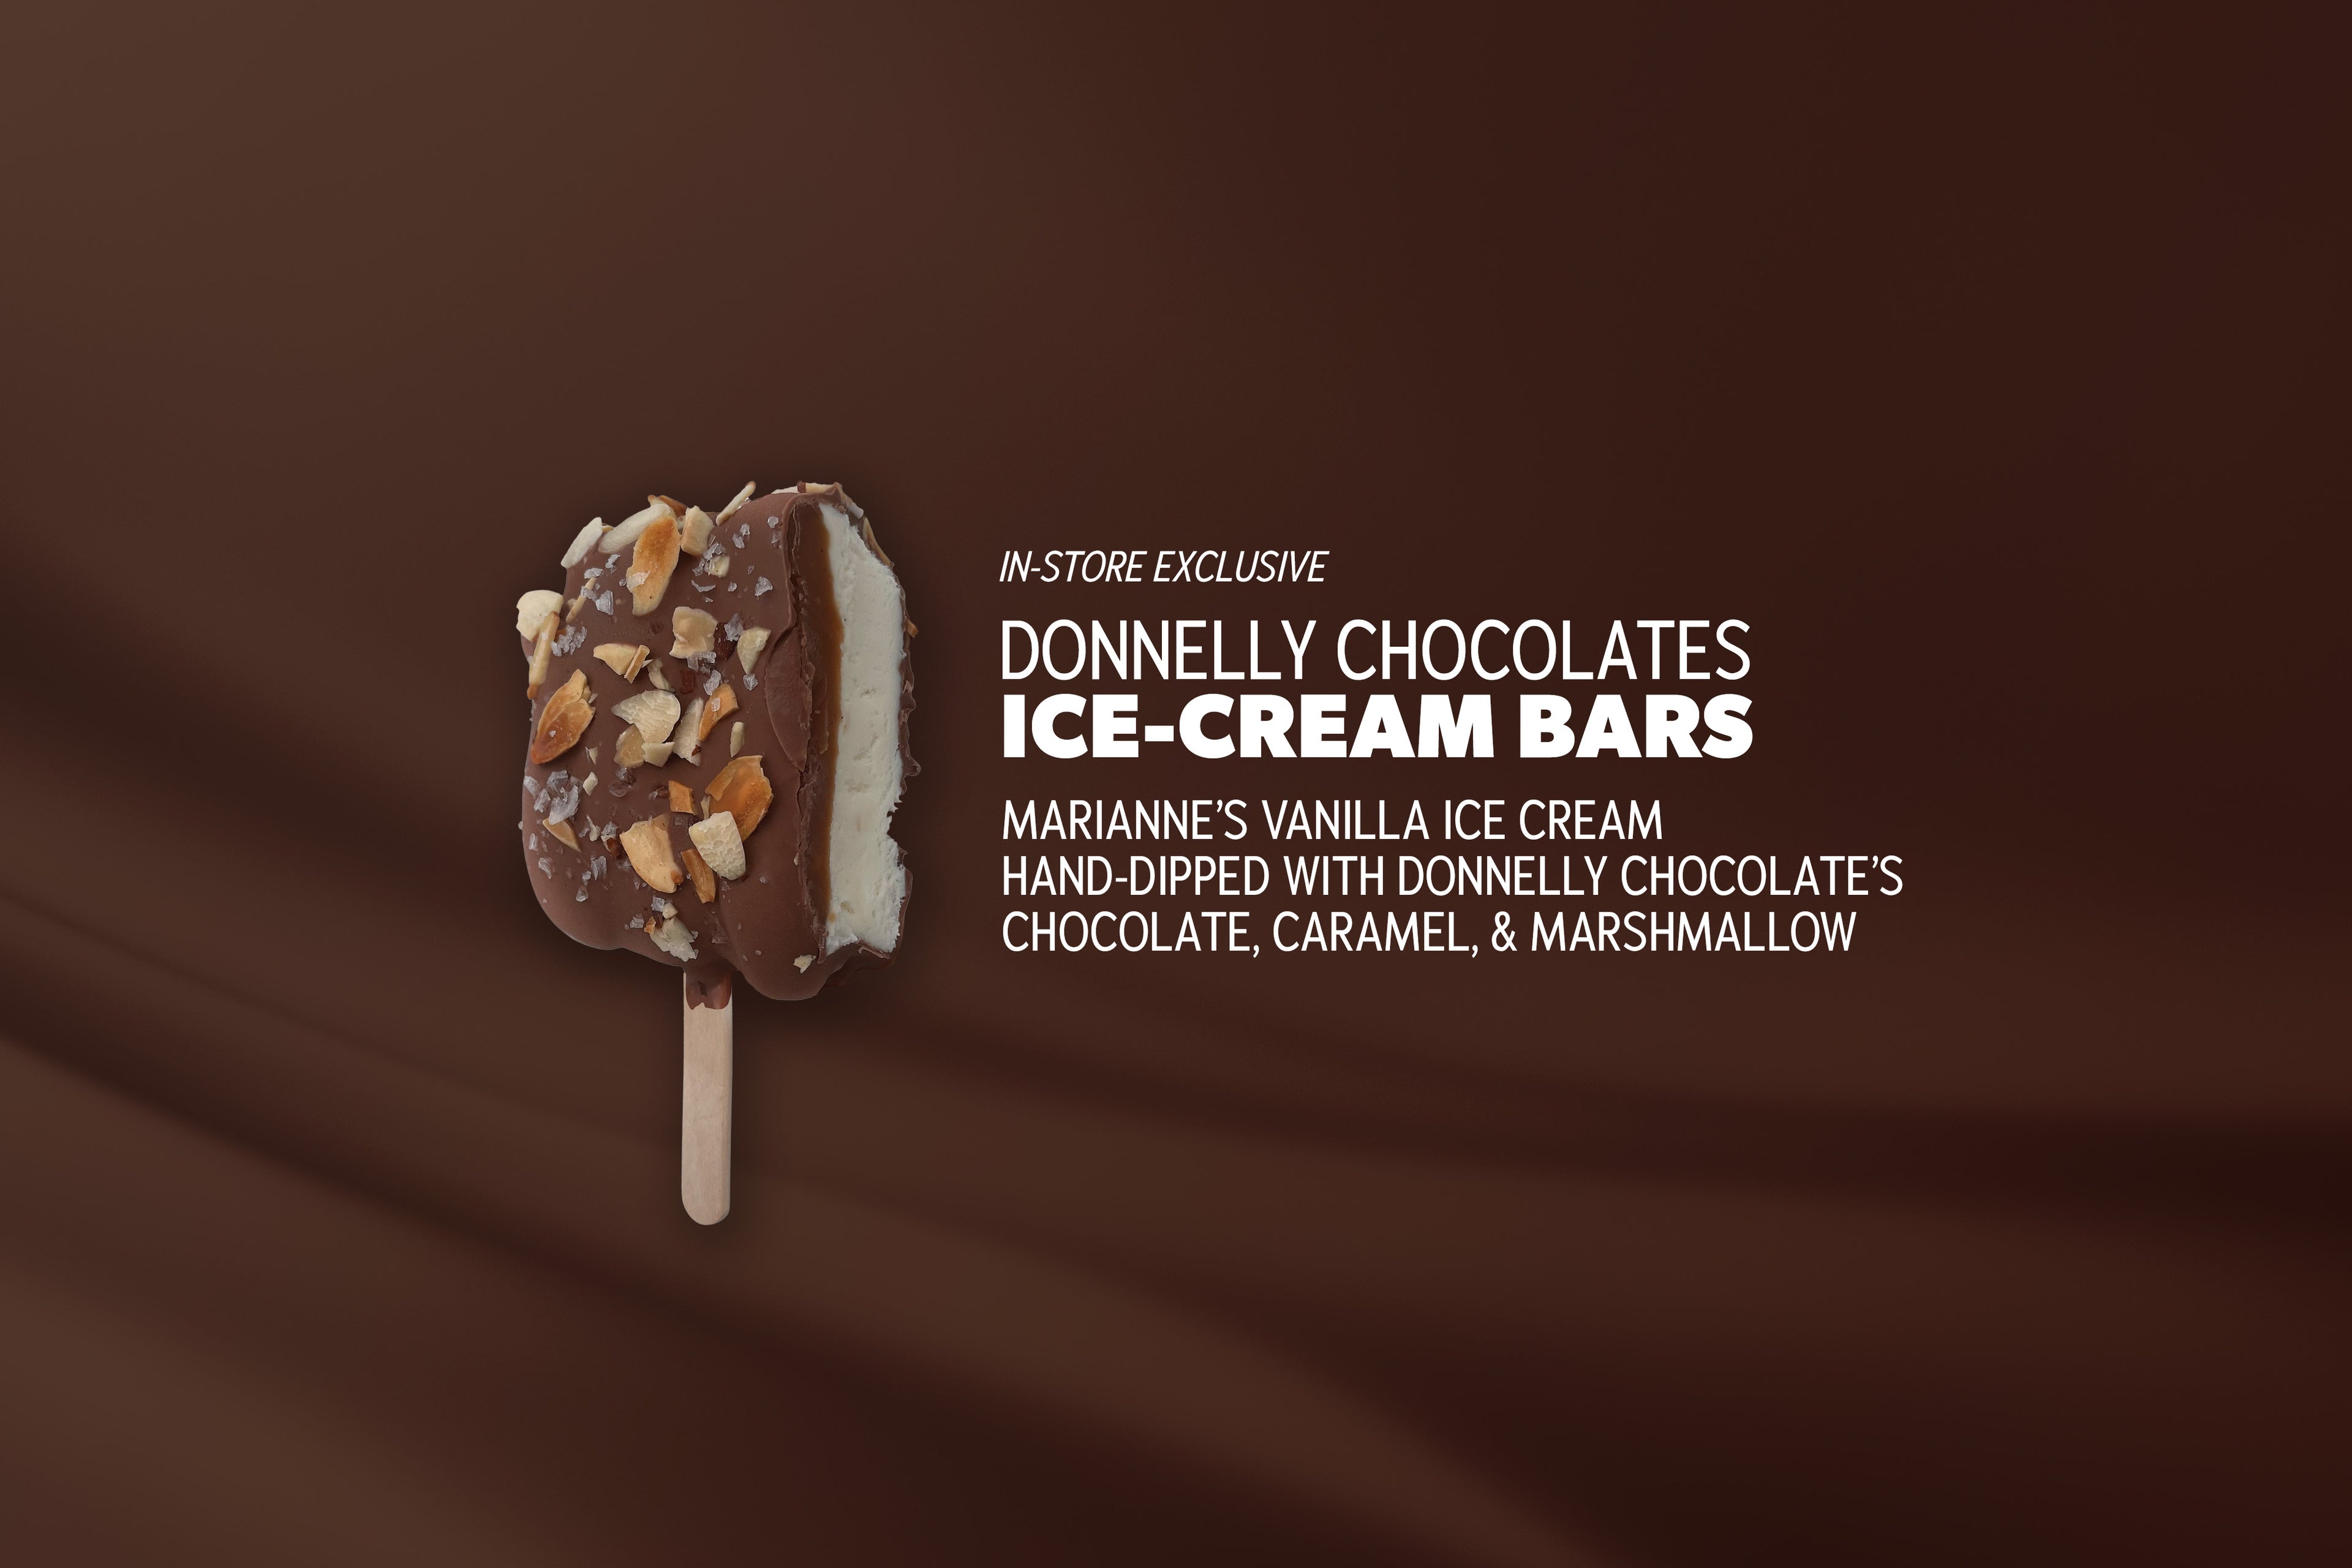 IN-STORE EXCLUSIVE
DONNELLY CHOCOLATES
ICE-CREAM BARS
MARIANNE’S VANILLA ICE CREAM
HAND-DIPPED WITH DONNELLY CHOCOLATE’S
CHOCOLATE, CARAMEL, & MARSHMALLOW